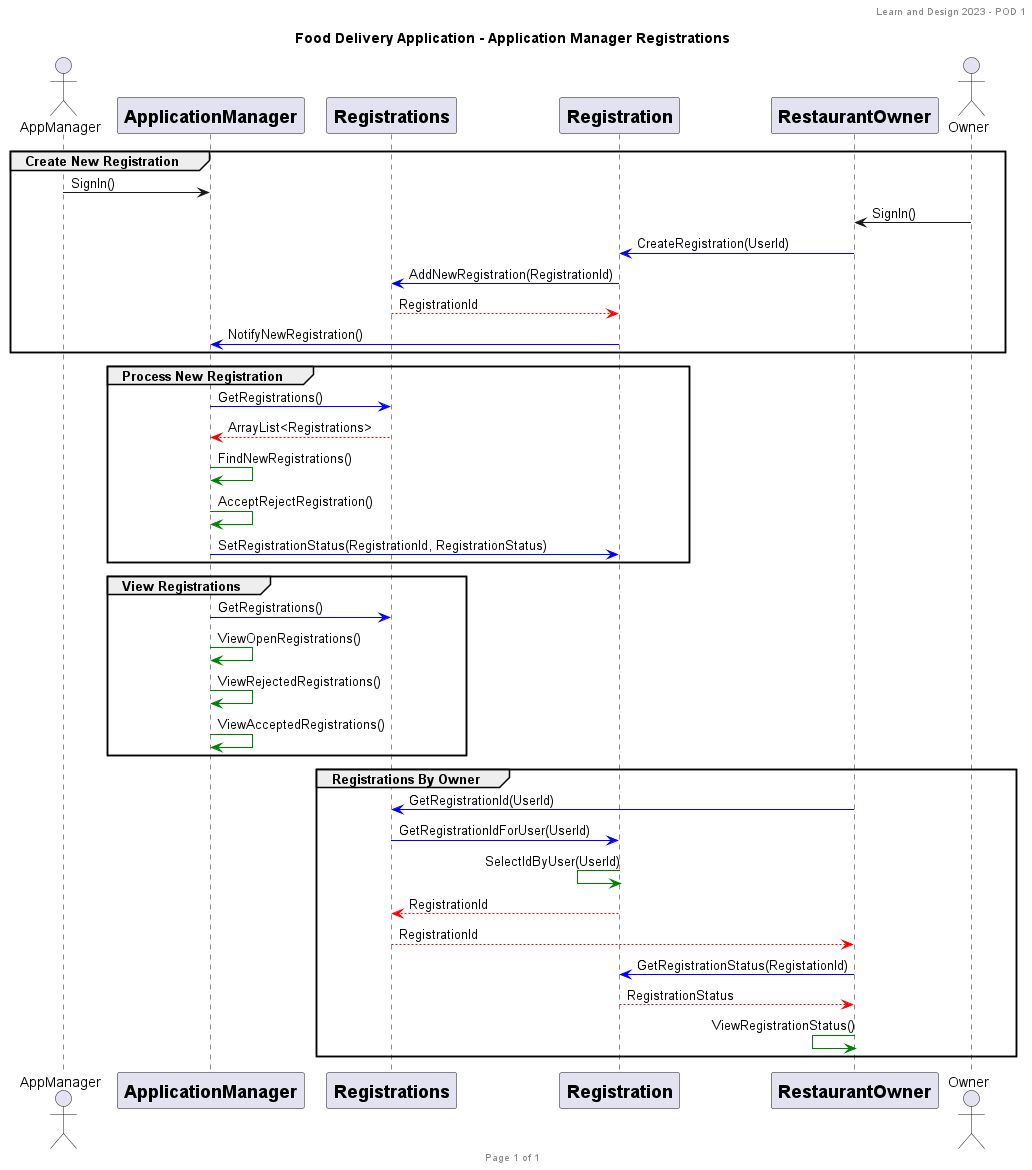 Learn and Design 2023 - POD 1
Food Delivery Application - Application Manager Registrations
AppManager
ApplicationManager
Registrations
Registration
RestaurantOwner
Owner
Create New Registration
SignIn()
SignIn()
CreateRegistration(UserId)
AddNewRegistration(RegistrationId)
RegistrationId
NotifyNewRegistration()
Process New Registration
GetRegistrations()
ArrayList<Registrations>
FindNewRegistrations()
AcceptRejectRegistration()
SetRegistrationStatus(RegistrationId, RegistrationStatus)
View Registrations
GetRegistrations()
ViewOpenRegistrations()
ViewRejectedRegistrations()
ViewAcceptedRegistrations()
Registrations By Owner
GetRegistrationId(UserId)
GetRegistrationIdForUser(UserId)
SelectIdByUser(UserId)
RegistrationId
RegistrationId
GetRegistrationStatus(RegistationId)
RegistrationStatus
ViewRegistrationStatus()
AppManager
ApplicationManager
Registrations
Registration
RestaurantOwner
Owner
Page 1 of 1